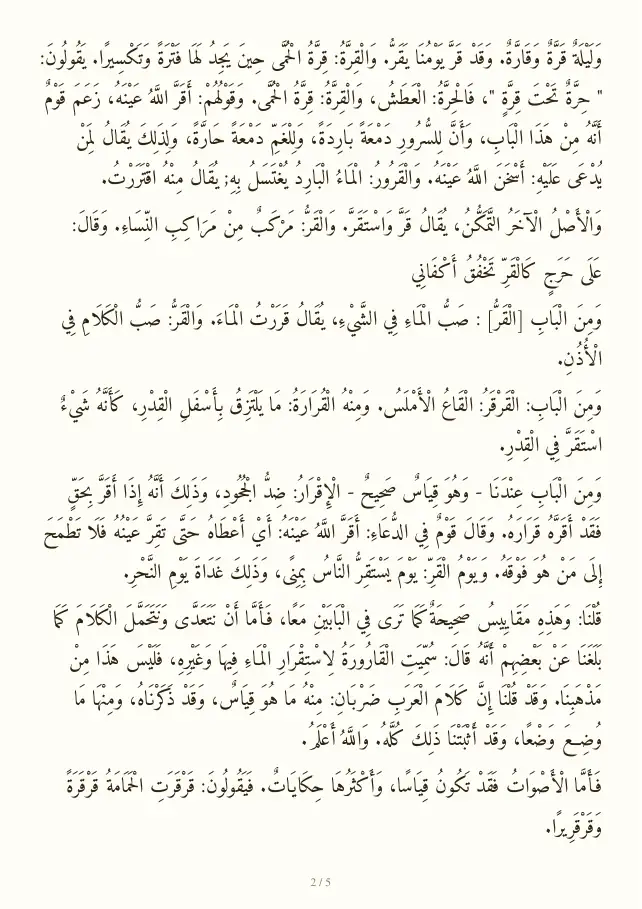 وَلَيْلَةٌ قَرَّةٌ وَقَارَّةٌ. وَقَدْ قَرَّ يَوْمُنَا يَقَرُّ. وَالْقِرَّةُ: قِرَّةُ الْحُمَّى حِينَ يَجِدُ لَهَا فَتْرَةً وَتَكْسِيرًا. يَقُولُونَ:
" حِرَّةٌ تَحْتَ قِرَّةٍ "، فَالْحِرَّةُ: الْعَطَشُ، وَالْقِرَّةُ: قِرَّةُ الْحُمَّى. وَقَوْلُهُمْ: أَقَرَّ اللَّهُ عَيْنَهُ، زَعَمَ قَوْمٌ
أَنَّهُ مِنْ هَذَا الْبَابِ، وَأَنَّ لِلسُّرُورِ دَمْعَةً بَارِدَةً، وَلِلْغَمِّ دَمْعَةً حَارَّةً، وَلِذَلِكَ يُقَالُ لِمَنْ
يُدْعَى عَلَيْهِ: أَسْخَنَ اللَّهُ عَيْنَهُ. وَالْقَرُورُ: الْمَاءُ الْبَارِدُ يُغْتَسَلُ بِهِ; يُقَالُ مِنْهُ اقْتَرَرْتُ.
وَالْأَصْلُ الْآخَرُ التَّمَكُّنُ، يُقَالُ قَرَّ وَاسْتَقَرَّ. وَالْقَرُّ: مَرْكَبٌ مِنْ مَرَاكِبِ النِّسَاءِ. وَقَالَ:
عَلَى حَرَجٍ كَالْقَرِّ تَخْفُقُ أَكْفَانِي
وَمِنَ الْبَابِ [الْقَرُّ] : صَبُّ الْمَاءِ فِي الشَّيْءِ، يُقَالُ قَرَرْتُ الْمَاءَ. وَالْقَرُّ: صَبُّ الْكَلَامِ فِي
الْأُذُنِ.
وَمِنَ الْبَابِ: الْقَرْقَرُ: الْقَاعُ الْأَمْلَسُ. وَمِنْهُ الْقُرَارَةُ: مَا يَلْتَزِقُ بِأَسْفَلِ الْقِدْرِ، كَأَنَّهُ شَيْءٌ
اسْتَقَرَّ فِي الْقِدْرِ.
وَمِنَ الْبَابِ عِنْدَنَا - وَهُوَ قِيَاسٌ صَحِيحٌ - الْإِقْرَارُ: ضِدُّ الْجُحُودِ، وَذَلِكَ أَنَّهُ إِذَا أَقَرَّ بِحَقٍّ
فَقَدْ أَقَرَّهُ قَرَارَهُ. وَقَالَ قَوْمٌ فِي الدُّعَاءِ: أَقَرَّ اللَّهُ عَيْنَهُ: أَيْ أَعْطَاهُ حَتَّى تَقِرَّ عَيْنُهُ فَلَا تَطْمَحَ
إِلَى مَنْ هُوَ فَوْقَهُ. وَيَوْمُ الْقَرِّ: يَوْمَ يَسْتَقِرُّ النَّاسُ بِمِنًى، وَذَلِكَ غَدَاةَ يَوْمِ النَّحْرِ.
قُلْنَا: وَهَذِهِ مَقَايِيسُ صَحِيحَةٌ كَمَا تَرَى فِي الْبَابَيْنِ مَعًا، فَأَمَّا أَنْ نَتَعَدَّى وَنَتَحَمَّلَ الْكَلَامَ كَمَا
بَلَغَنَا عَنْ بَعْضِهِمْ أَنَّهُ قَالَ: سُمِّيَتِ الْقَارُورَةُ لِاسْتِقْرَارِ الْمَاءِ فِيهَا وَغَيْرِهِ، فَلَيْسَ هَذَا مِنْ
مَذْهَبِنَا. وَقَدْ قُلْنَا إِنَّ كَلَامَ الْعَرَبِ ضَرْبَانِ: مِنْهُ مَا هُوَ قِيَاسٌ، وَقَدْ ذَكَرْنَاهُ، وَمِنْهَا مَا
وُضِعَ وَضْعًا، وَقَدْ أَثْبَتْنَا ذَلِكَ كُلَّهُ. وَاللَّهُ أَعْلَمُ.
فَأَمَّا الْأَصْوَاتُ فَقَدْ تَكُونُ قِيَاسًا، وَأَكْثَرُهَا حِكَايَاتٌ. فَيَقُولُونَ: قَرْقَرَتِ الْحَمَامَةُ قَرْقَرَةً
وَقَرْقَرِيرًا.
2 / 5